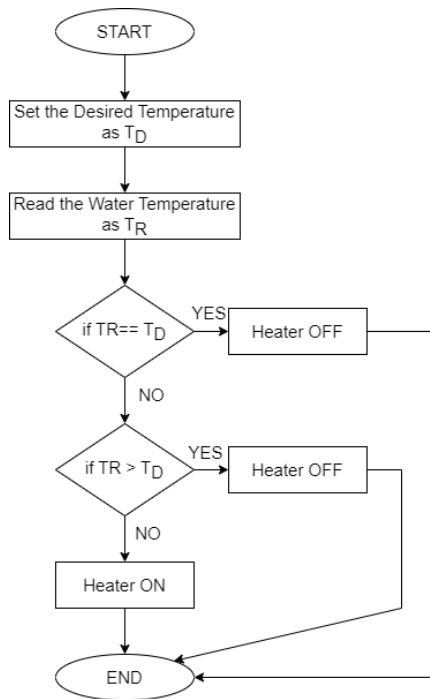 START
Set the Desired Temperature
as TD
Read the Water Temperature
as TR
if TR== TD
YES
Heater OFF
NO
if TR > TD
YES
Heater OFF
NO
Heater ON
END